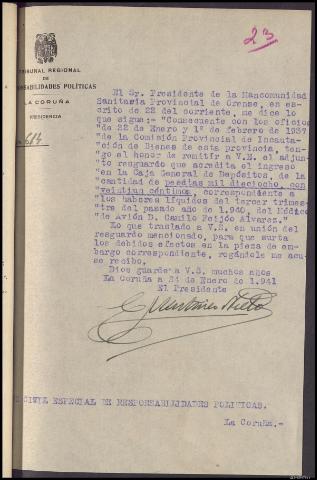 23
TRIBUNAL REGIONAL
DE
RESPONSABILIDADES POLÍTICAS
LA CORUÑA
PRESIDENCIA
El Sr. Presidente de la Mancomunidad
Sanitaria Provincial de Orense, en es-
crito de 22 del corriente, me dice lo
que sigue:- "Consecuente con los oficios
"de 22 de Enero y 1º de febrero de 1937
"de la Comisión Provincial de Incauta-
"ción de Bienes de esta provincia, ten-
"go el honor de remitir a V.E. el adjun-
"to resguardo que acredita el ingreso
"en la Caja General de Depósitos, de la
"cantidad de pesetas mil dieciocho, con
"veintiun céntimos, correspondiente a
"los haberes líquidos del tercer trimes-
"tre del pasado año de 1.940, del Médico
"de Avión D. Camilo Feijóo Alvarez."
Lo que traslado a V.S. en unión del
resguardo mencionado, para que surta
los debidos efectos en la pieza de em-
bargo correspondiente, rogándole me acu-
se recibo.
Dios guarde a V.S. muchos años
La Coruña a 24 de Enero de 1.941
El Presidente
CIVIL ESPECIAL DE RESPONSABILIDADES POLITICAS.
La Coruña.-